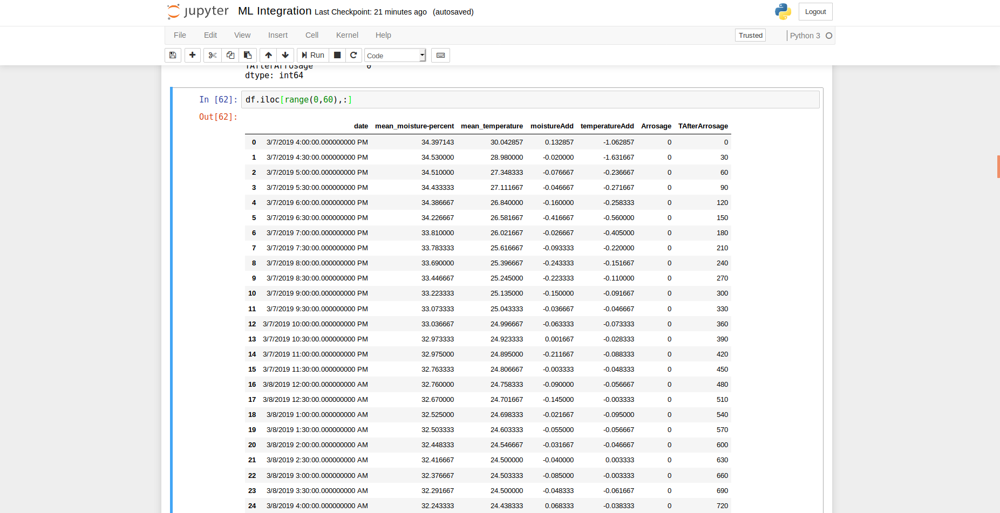 jupyter ML Integration Last Checkpoint: 21 minutes ago (autosaved) Logout
File Edit View Insert Cell Kernel Help Trusted Python 3
Run Code
TAfterArrosage 0
dtype: int64
In [62]: df.iloc[range(0,60),:]
Out[62]:
date mean_moisture-percent mean_temperature moistureAdd temperatureAdd Arrosage TAfterArrosage
0 3/7/2019 4:00:00.000000000 PM 34.397143 30.042857 0.132857 -1.062857 0 0
1 3/7/2019 4:30:00.000000000 PM 34.530000 28.980000 -0.020000 -1.631667 0 30
2 3/7/2019 5:00:00.000000000 PM 34.510000 27.348333 -0.076667 -0.236667 0 60
3 3/7/2019 5:30:00.000000000 PM 34.433333 27.111667 -0.046667 -0.271667 0 90
4 3/7/2019 6:00:00.000000000 PM 34.386667 26.840000 -0.160000 -0.258333 0 120
5 3/7/2019 6:30:00.000000000 PM 34.226667 26.581667 -0.416667 -0.560000 0 150
6 3/7/2019 7:00:00.000000000 PM 33.810000 26.021667 -0.026667 -0.405000 0 180
7 3/7/2019 7:30:00.000000000 PM 33.783333 25.616667 -0.093333 -0.220000 0 210
8 3/7/2019 8:00:00.000000000 PM 33.690000 25.396667 -0.243333 -0.151667 0 240
9 3/7/2019 8:30:00.000000000 PM 33.446667 25.245000 -0.223333 -0.110000 0 270
10 3/7/2019 9:00:00.000000000 PM 33.223333 25.135000 -0.150000 -0.091667 0 300
11 3/7/2019 9:30:00.000000000 PM 33.073333 25.043333 -0.036667 -0.046667 0 330
12 3/7/2019 10:00:00.000000000 PM 33.036667 24.996667 -0.063333 -0.073333 0 360
13 3/7/2019 10:30:00.000000000 PM 32.973333 24.923333 0.001667 -0.028333 0 390
14 3/7/2019 11:00:00.000000000 PM 32.975000 24.895000 -0.211667 -0.088333 0 420
15 3/7/2019 11:30:00.000000000 PM 32.763333 24.806667 -0.003333 -0.048333 0 450
16 3/8/2019 12:00:00.000000000 AM 32.760000 24.758333 -0.090000 -0.056667 0 480
17 3/8/2019 12:30:00.000000000 AM 32.670000 24.701667 -0.145000 -0.003333 0 510
18 3/8/2019 1:00:00.000000000 AM 32.525000 24.698333 -0.021667 -0.095000 0 540
19 3/8/2019 1:30:00.000000000 AM 32.503333 24.603333 -0.055000 -0.056667 0 570
20 3/8/2019 2:00:00.000000000 AM 32.448333 24.546667 -0.031667 -0.046667 0 600
21 3/8/2019 2:30:00.000000000 AM 32.416667 24.500000 -0.040000 0.003333 0 630
22 3/8/2019 3:00:00.000000000 AM 32.376667 24.503333 -0.085000 -0.003333 0 660
23 3/8/2019 3:30:00.000000000 AM 32.291667 24.500000 -0.048333 -0.061667 0 690
24 3/8/2019 4:00:00.000000000 AM 32.243333 24.438333 0.068333 -0.038333 0 720